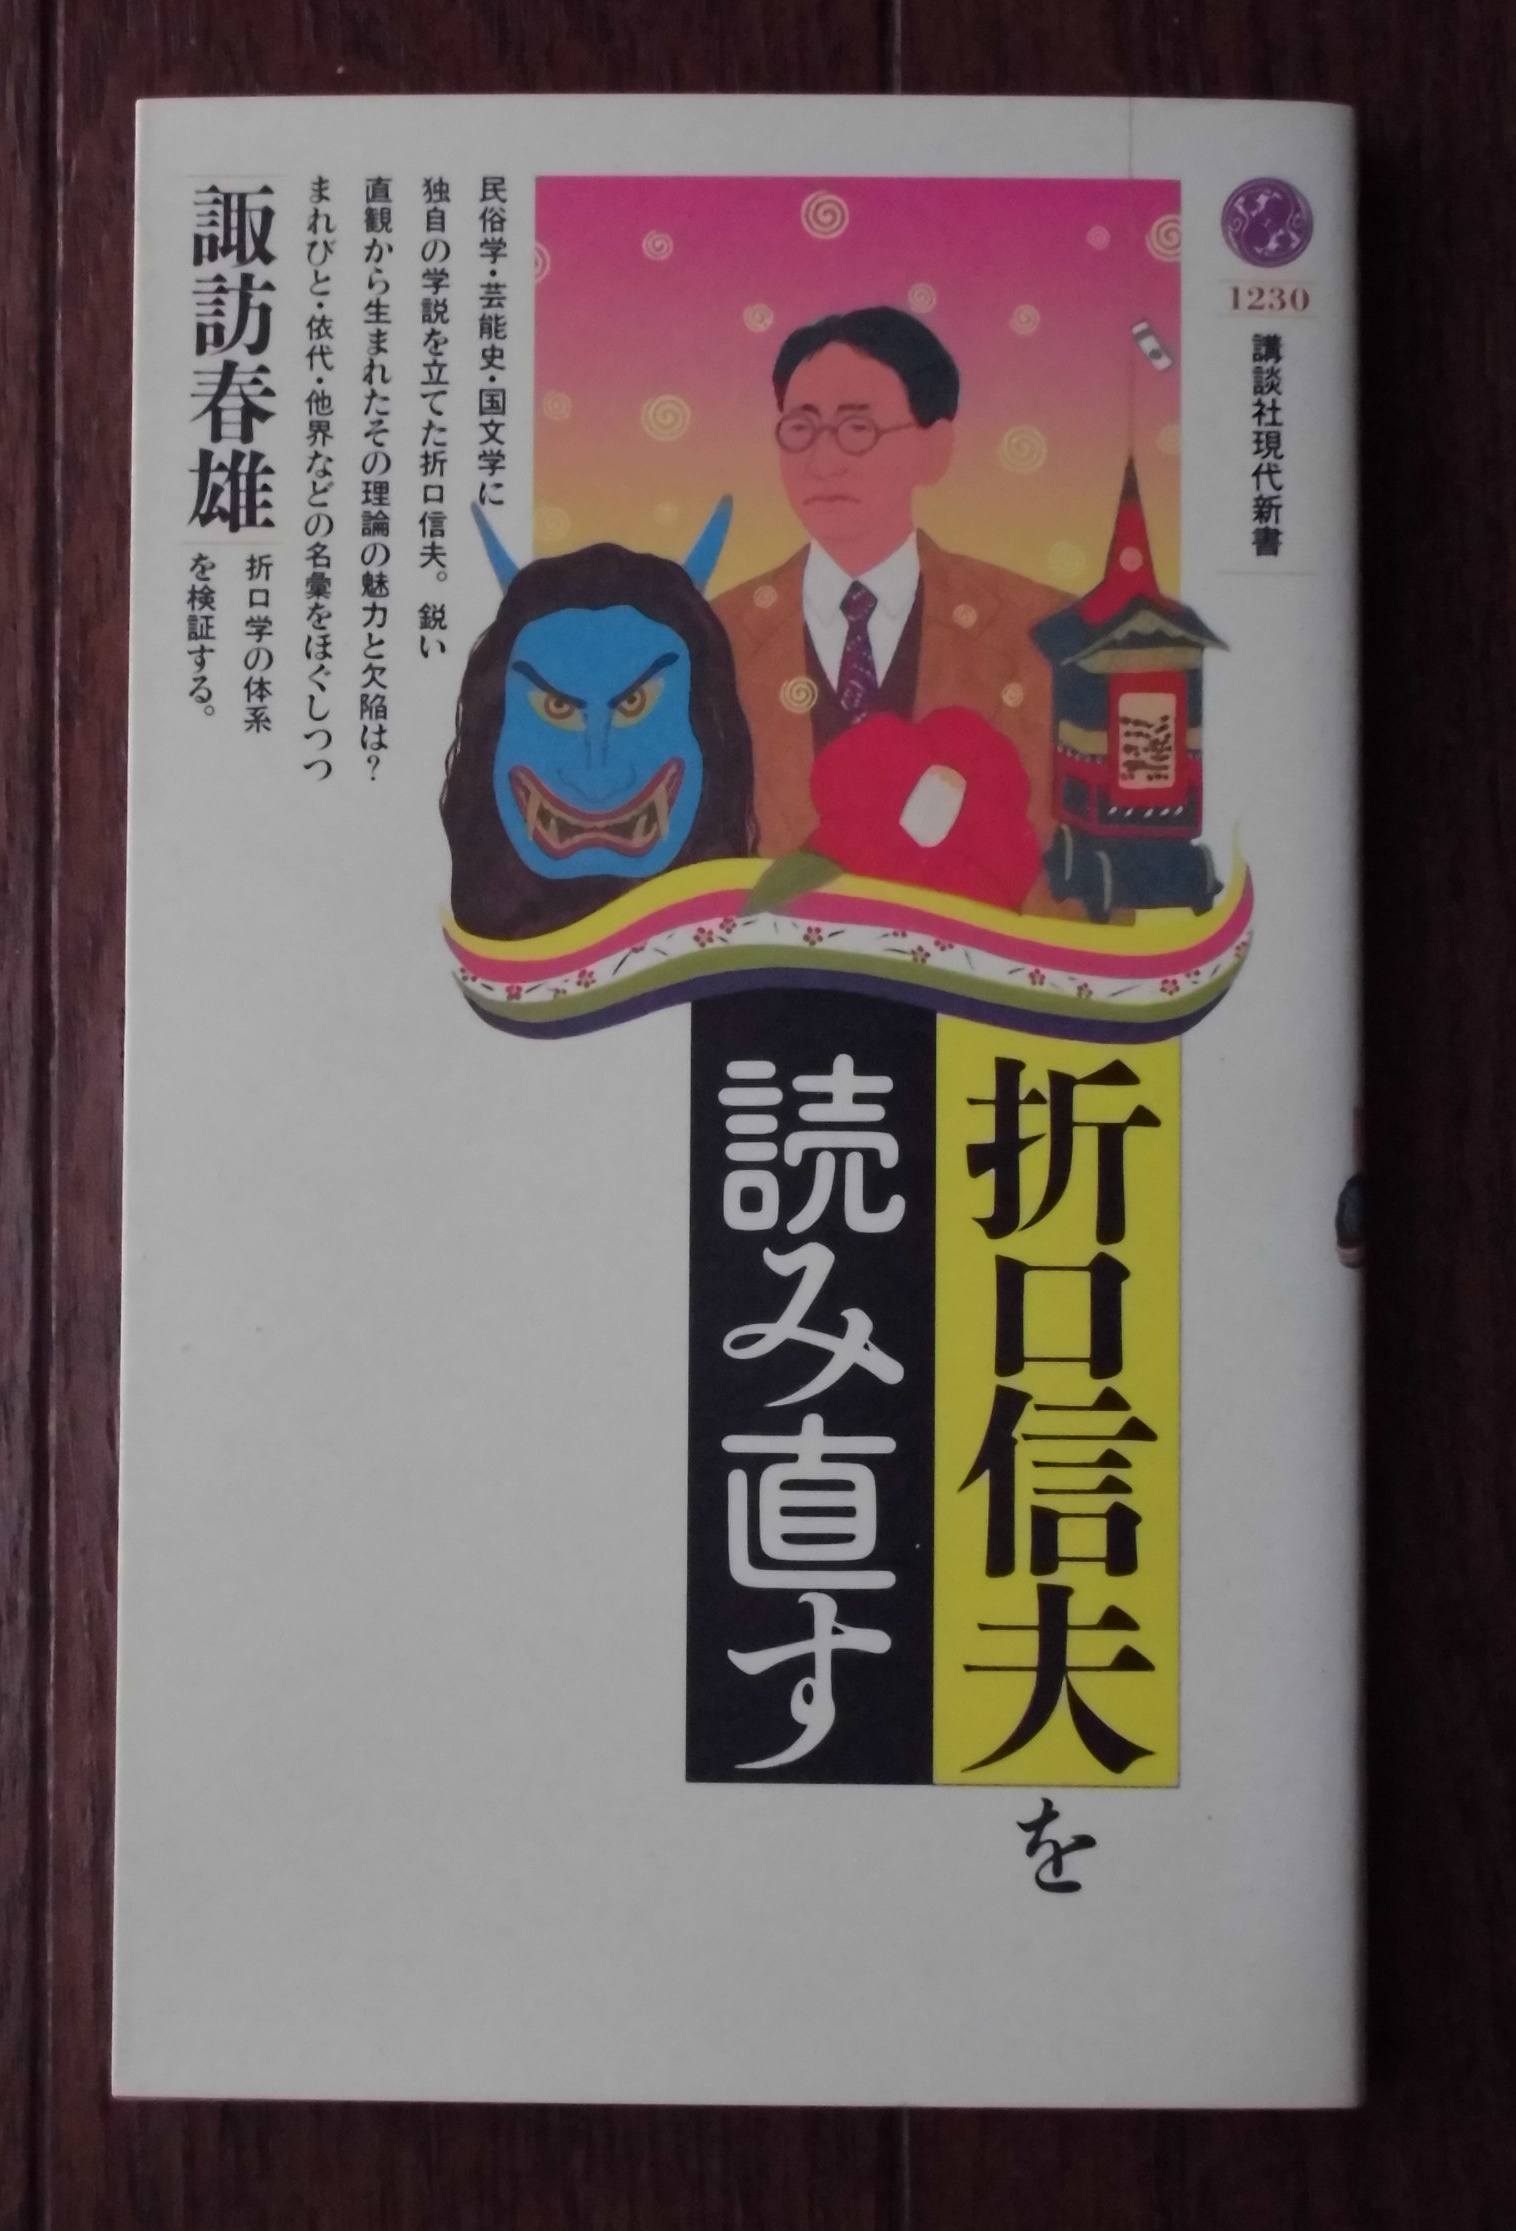 1230
講談社現代新書
折口信夫を
読み直す
民俗学・芸能史・国文学に
独自の学説を立てた折口信夫。鋭い
直観から生まれたその理論の魅力と欠陥は?
まれびと・依代・他界などの名彙をほぐしつつ
折口学の体系
を検証する。
諏訪春雄